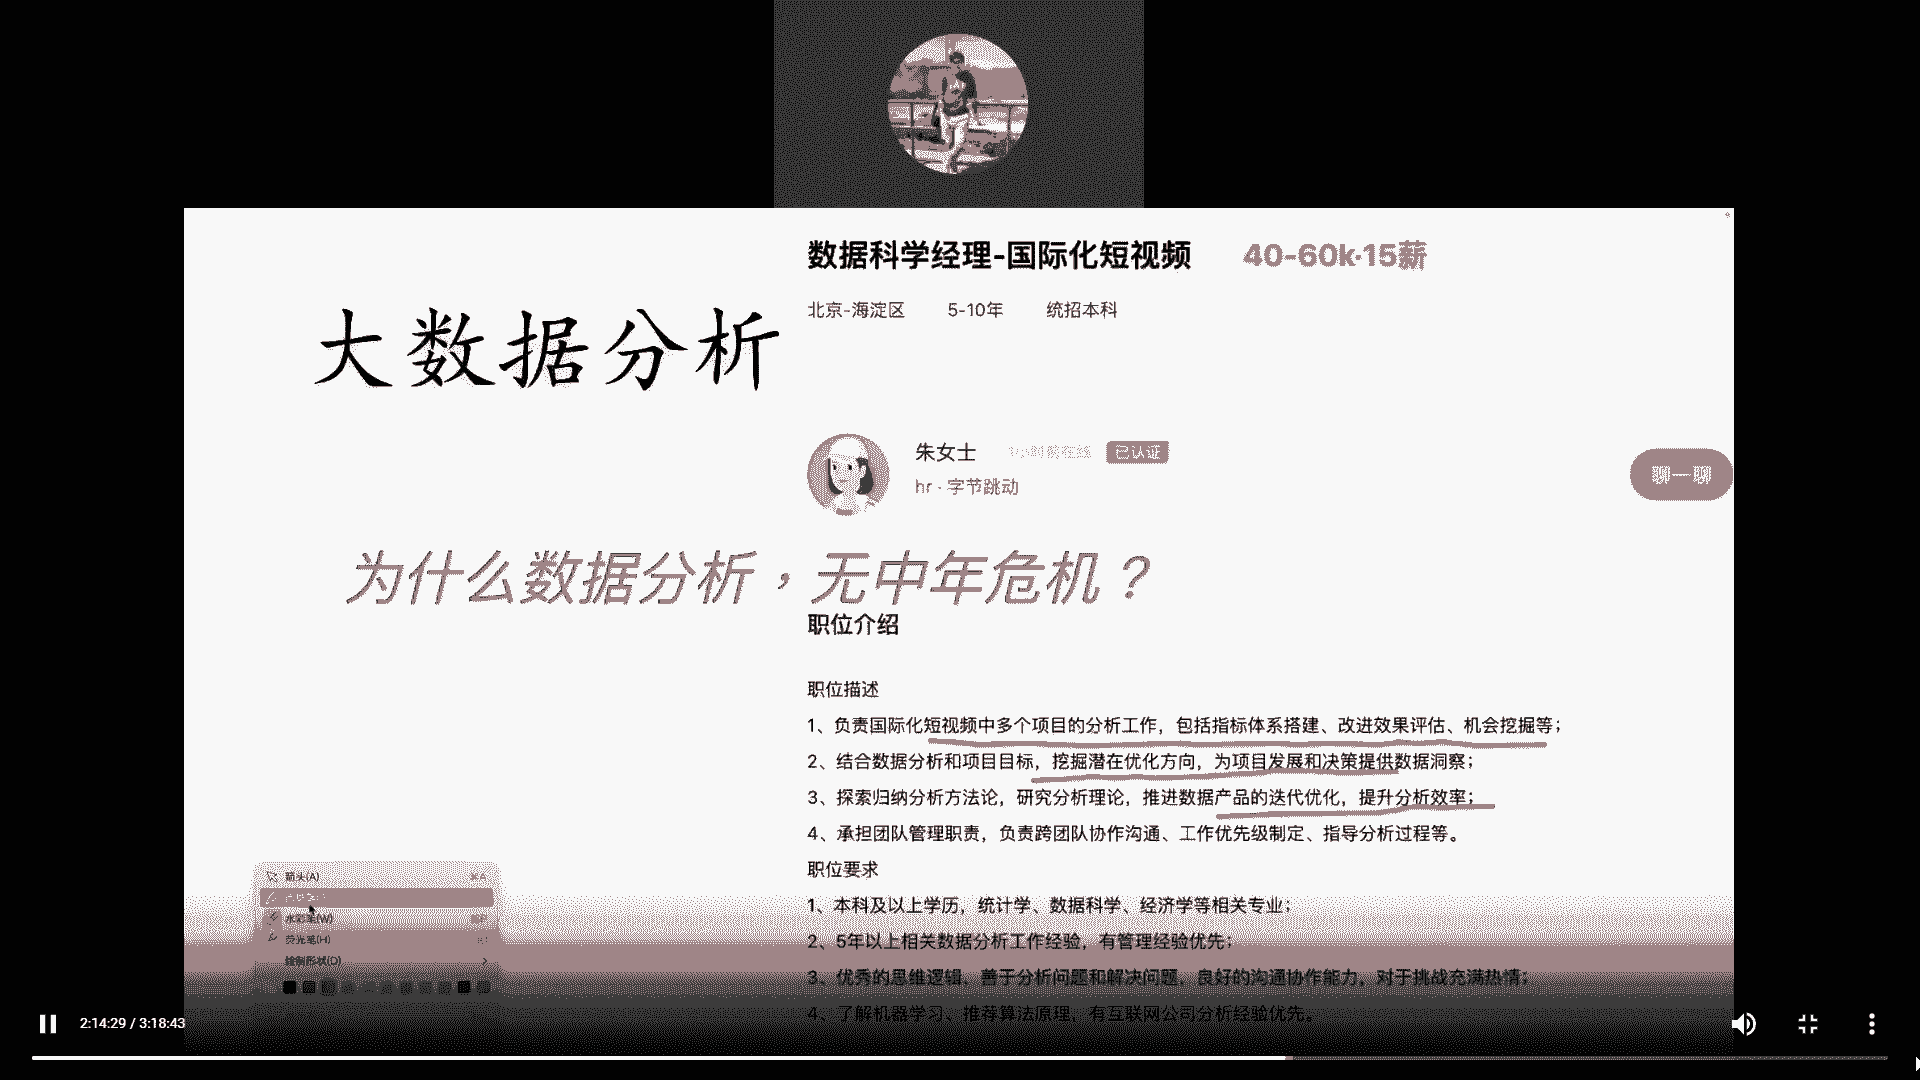 数据科学经理-国际化短视频 40-60k·15薪
北京-海淀区 5-10年 统招本科
大数据分析
朱女士 已认证
hr · 字节跳动
聊一聊
为什么数据分析，无中年危机？
职位介绍
职位描述
1、负责国际化短视频中多个项目的分析工作，包括指标体系搭建、改进效果评估、机会挖掘等；
2、结合数据分析和项目目标，挖掘潜在优化方向，为项目发展和决策提供数据洞察；
3、探索归纳分析方法论，研究分析理论，推进数据产品的迭代优化，提升分析效率；
4、承担团队管理职责，负责跨团队协作沟通、工作优先级制定、指导分析过程等。
职位要求
1、本科及以上学历，统计学、数据科学、经济学等相关专业；
2、5年以上相关数据分析工作经验，有管理经验优先；
3、优秀的思维逻辑，善于分析问题和解决问题，良好的沟通协作能力，对于挑战充满热情；
4、了解机器学习、推荐算法原理，有互联网公司分析经验优先。
箭头(A)
水彩笔(W)
荧光笔(H)
绘制形状(D)
2:14:29 / 3:18:43